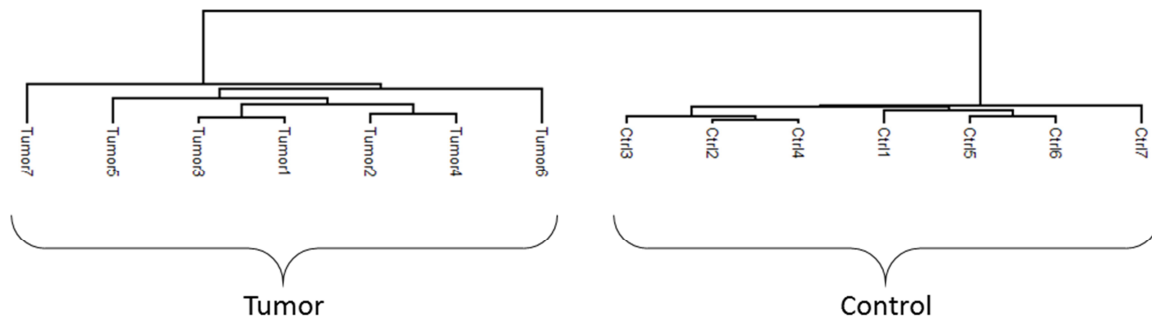 Tumor7
Tumor5
Tumor3
Tumor1
Tumor2
Tumor4
Tumor6
Ctrl3
Ctrl2
Ctrl4
Ctrl1
Ctrl5
Ctrl6
Ctrl7
Tumor
Control